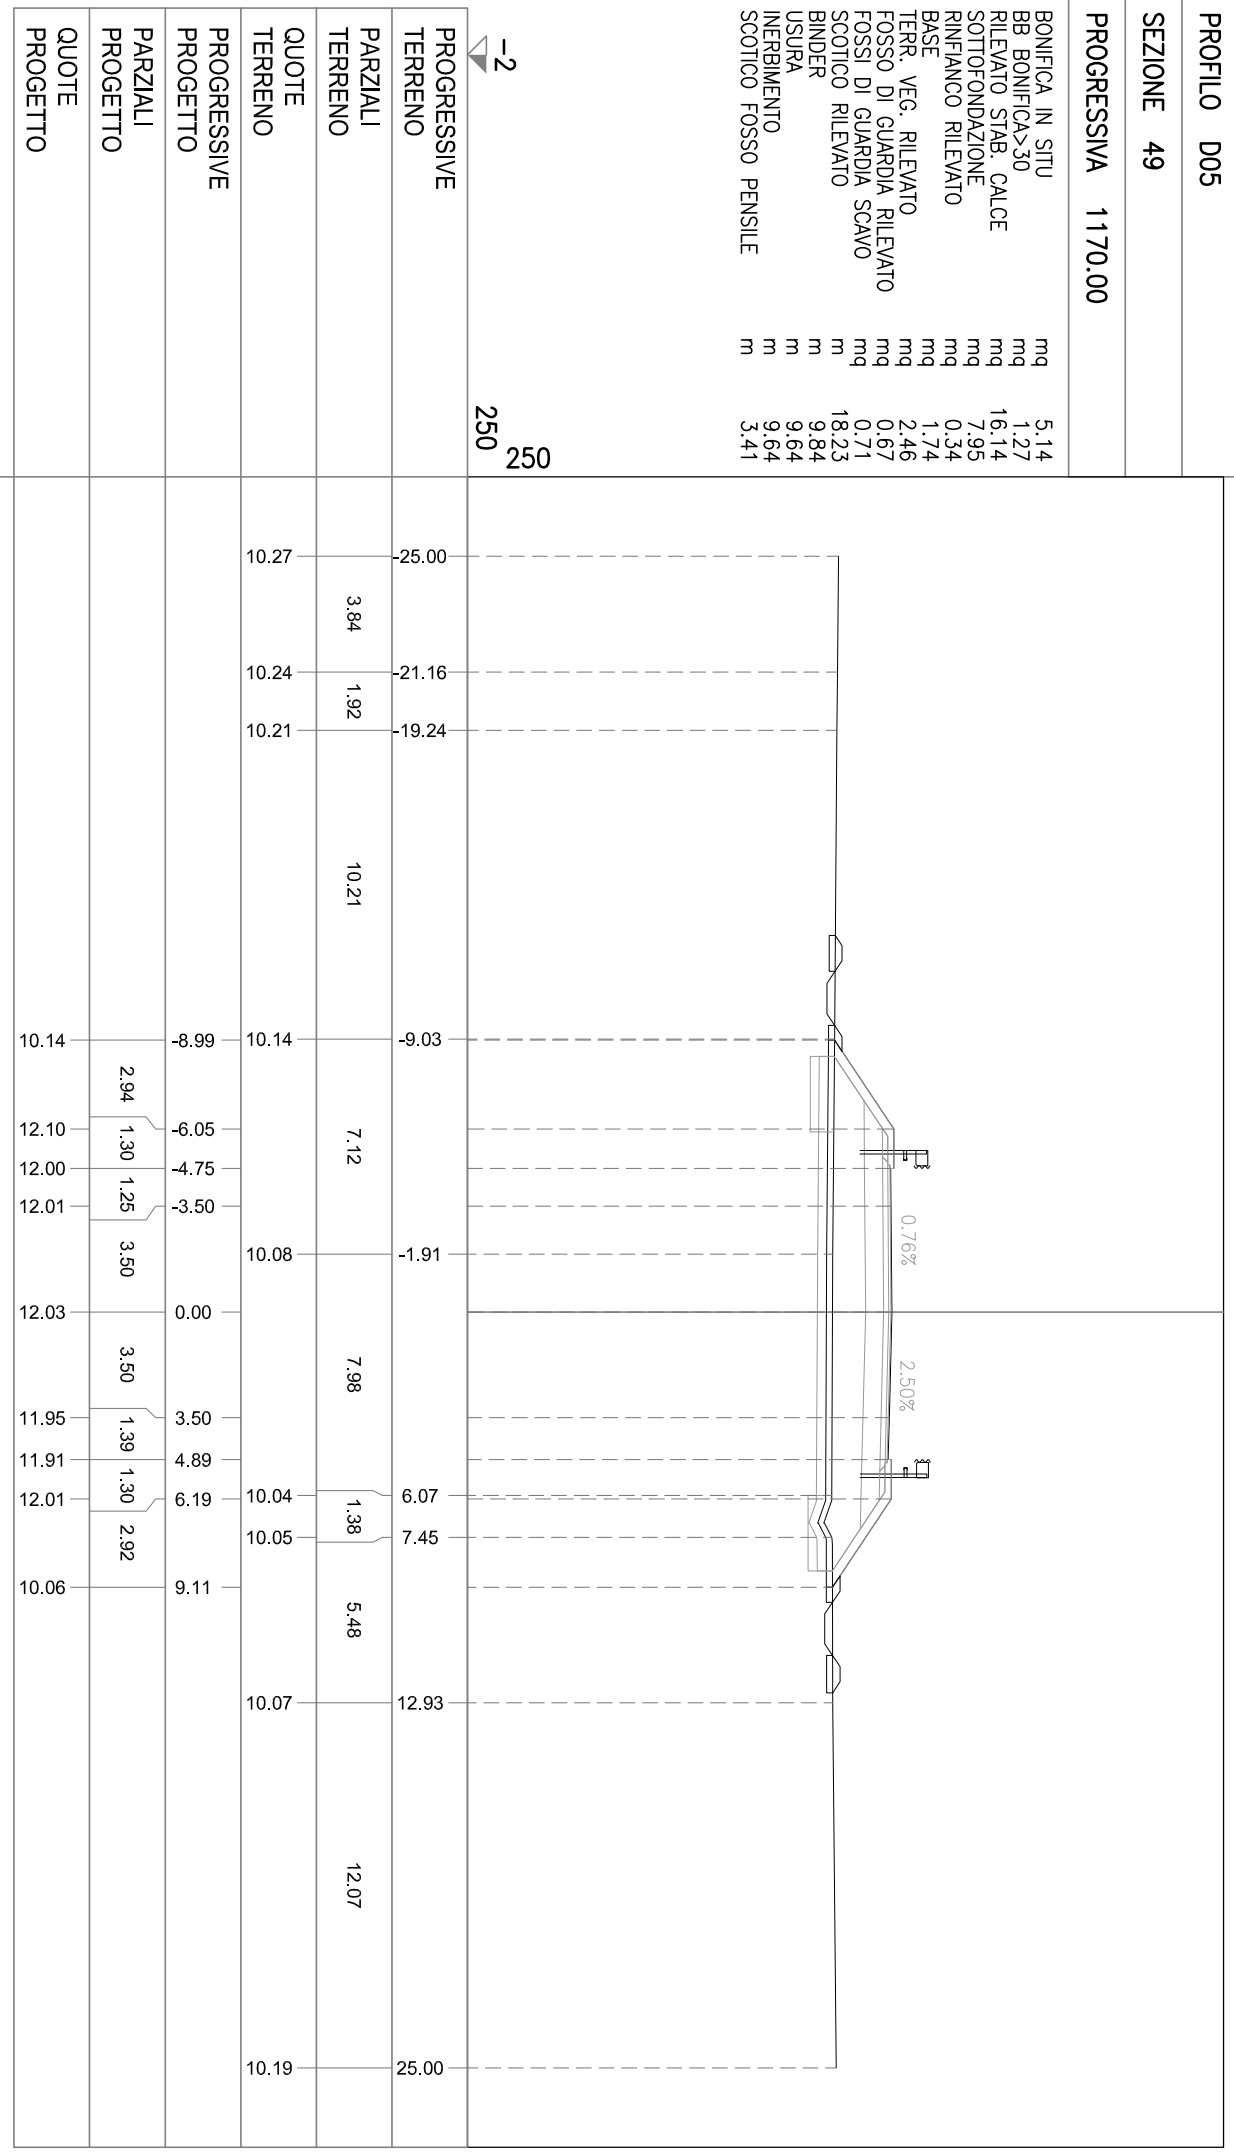 PROFILO D05
SEZIONE 49
PROGRESSIVA 1170.00
BONIFICA IN SITU mq 5.14
BB BONIFICA>30 mq 1.27
RILEVATO STAB. CALCE mq 16.14
SOTTOFONDAZIONE mq 7.95
RINFIANCO RILEVATO mq 0.34
BASE mq 1.74
TERR. VEG. RILEVATO mq 2.46
FOSSO DI GUARDIA RILEVATO mq 0.67
FOSSI DI GUARDIA SCAVO mq 0.71
SCOTICO RILEVATO m 18.23
BINDER m 9.84
USURA m 9.64
INERBIMENTO m 9.64
SCOTICO FOSSO PENSILE m 3.41
0.76% 2.50%
250
250
-2
PROGRESSIVE
TERRENO
-25.00 -21.16 -19.24 -9.03 -1.91 6.07 7.45 12.93 25.00
PARZIALI
TERRENO
3.84 1.92 10.21 7.12 7.98 1.38 5.48 12.07
QUOTE
TERRENO
10.27 10.24 10.21 10.14 10.08 10.04 10.05 10.07 10.19
PROGRESSIVE
PROGETTO
-8.99 -6.05 -4.75 -3.50 0.00 3.50 4.89 6.19 9.11
PARZIALI
PROGETTO
2.94 1.30 1.25 3.50 3.50 1.39 1.30 2.92
QUOTE
PROGETTO
10.14 12.10 12.00 12.01 12.03 11.95 11.91 12.01 10.06